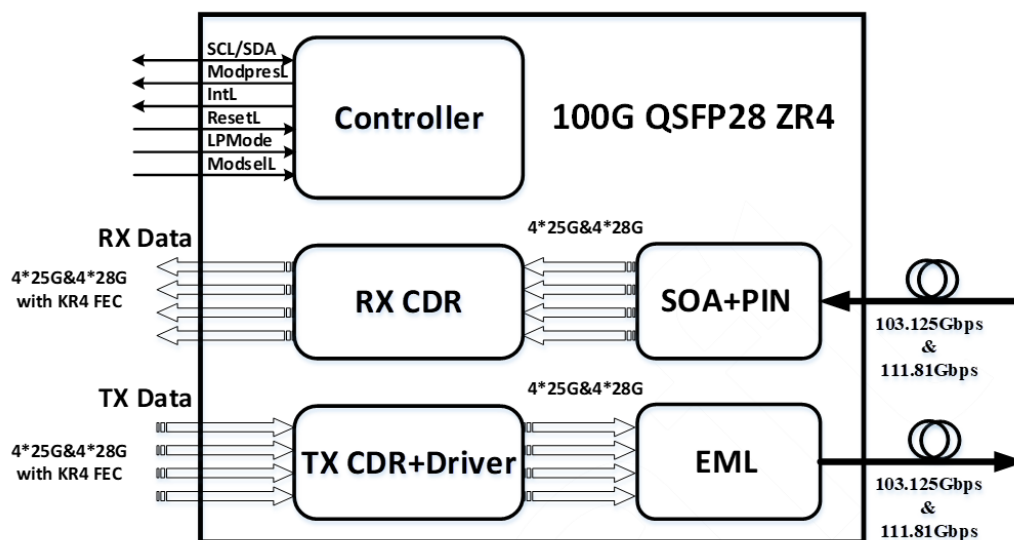 SCL/SDA
ModpresL
IntL
ResetL
LPMode
ModselL
Controller
100G QSFP28 ZR4
RX Data
4*25G&4*28G
with KR4 FEC
RX CDR
4*25G&4*28G
SOA+PIN
103.125Gbps
&
111.81Gbps
TX Data
4*25G&4*28G
with KR4 FEC
TX CDR+Driver
4*25G&4*28G
EML
103.125Gbps
&
111.81Gbps